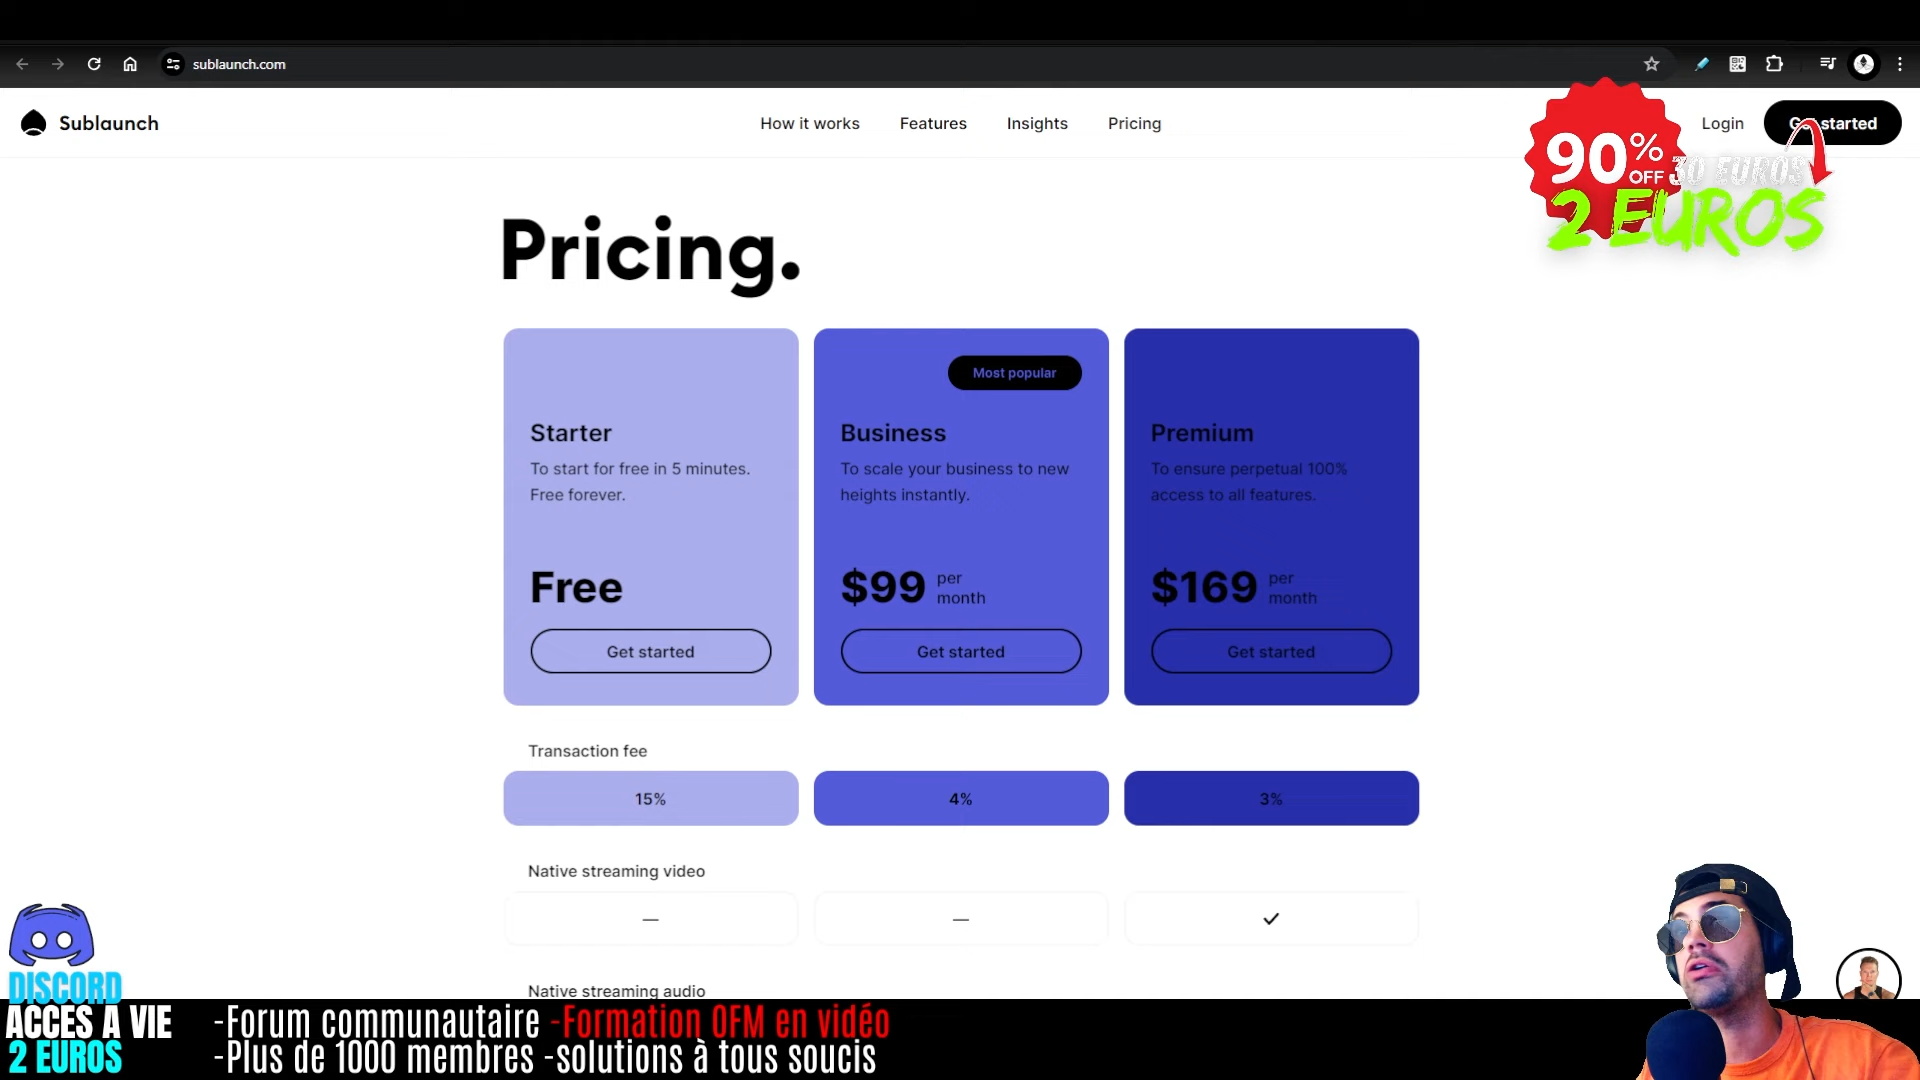 sublaunch.com
Sublaunch
How it works
Features
Insights
Pricing
Login
Get started
90% OFF
30 EUROS
2 EUROS
Pricing.
Most popular
Starter
To start for free in 5 minutes.
Free forever.
Free
Get started
Business
To scale your business to new
heights instantly.
$99 per
month
Get started
Premium
To ensure perpetual 100%
access to all features.
$169 per
month
Get started
Transaction fee
15%
4%
3%
Native streaming video
—
—
Native streaming audio
DISCORD
ACCES A VIE
2 EUROS
-Forum communautaire -Formation OFM en vidéo
-Plus de 1000 membres -solutions à tous soucis